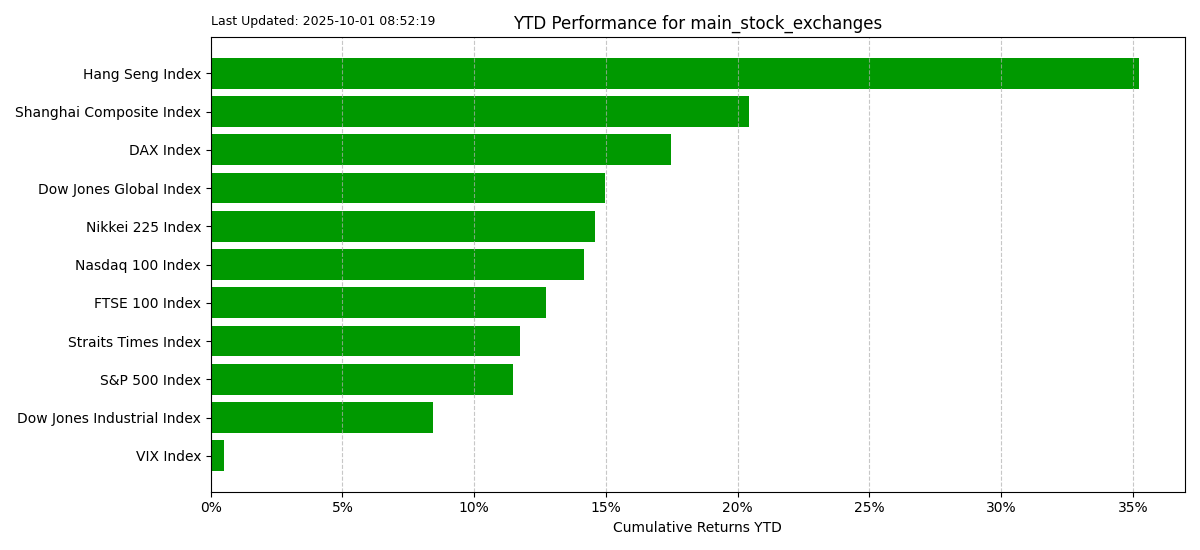 Last Updated: 2025-10-01 08:52:19
YTD Performance for main_stock_exchanges
Hang Seng Index
Shanghai Composite Index
DAX Index
Dow Jones Global Index
Nikkei 225 Index
Nasdaq 100 Index
FTSE 100 Index
Straits Times Index
S&P 500 Index
Dow Jones Industrial Index
VIX Index
0% 5% 10% 15% 20% 25% 30% 35%
Cumulative Returns YTD